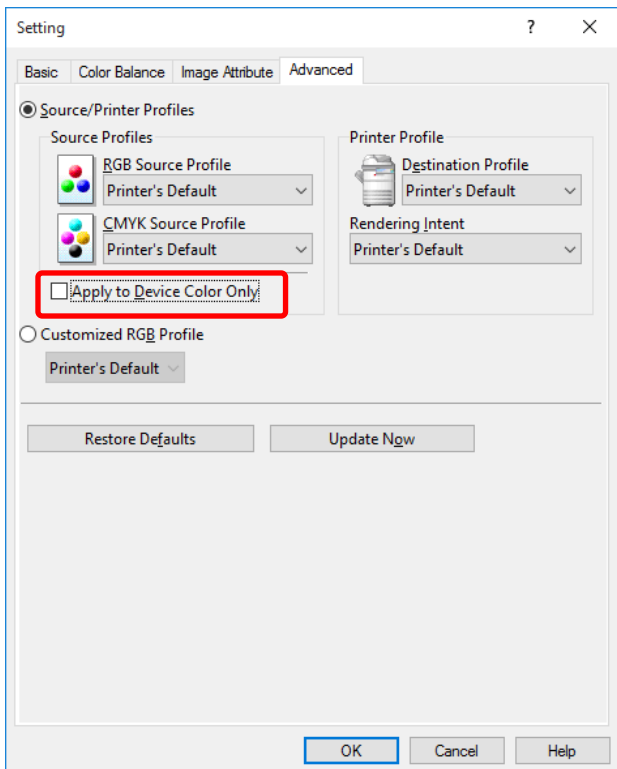 Setting ?
Basic Color Balance Image Attribute Advanced
Source/Printer Profiles
Source Profiles
RGB Source Profile
Printer's Default
CMYK Source Profile
Printer's Default
Apply to Device Color Only
Printer Profile
Destination Profile
Printer's Default
Rendering Intent
Printer's Default
Customized RGB Profile
Printer's Default
Restore Defaults Update Now
OK Cancel Help